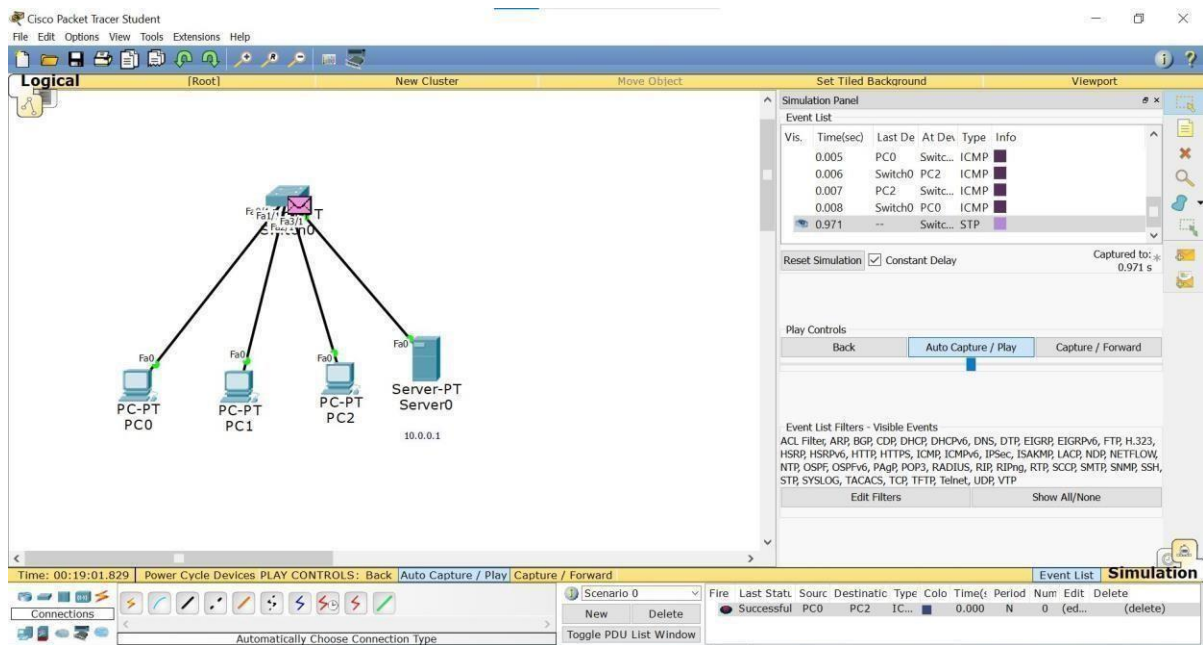 Cisco Packet Tracer Student
File Edit Options View Tools Extensions Help
Logical [Root] New Cluster Move Object Set Tiled Background Viewport
Simulation Panel
Event List
Vis. Time(sec) Last De At Dev Type Info
0.005 PC0 Switc... ICMP
0.006 Switch0 PC2 ICMP
0.007 PC2 Switc... ICMP
0.008 Switch0 PC0 ICMP
0.971 -- Switc... STP
Reset Simulation Constant Delay Captured to: *
0.971 s
Play Controls
Back Auto Capture / Play Capture / Forward
Event List Filters - Visible Events
ACL Filter, ARP, BGP, CDP, DHCP, DHCPv6, DNS, DTP, EIGRP, EIGRPv6, FTP, H.323,
HSRP, HSRPv6, HTTP, HTTPS, ICMP, ICMPv6, IPSec, ISAKMP, LACP, NDP, NETFLOW,
NTP, OSPF, OSPFv6, PAgP, POP3, RADIUS, RIP, RIPng, RTP, SCCP, SMTP, SNMP, SSH,
STP, SYSLOG, TACACS, TCP, TFTP, Telnet, UDP, VTP
Edit Filters Show All/None
Fa1/ Fa3/1 T
Fa0 Fa0 Fa0 Fa0
PC-PT
PC0
PC-PT
PC1
PC-PT
PC2
Server-PT
Server0
10.0.0.1
Time: 00:19:01.829 Power Cycle Devices PLAY CONTROLS: Back Auto Capture / Play Capture / Forward Event List Simulation
Connections
Automatically Choose Connection Type
Scenario 0
New Delete
Toggle PDU List Window
Fire Last Statu Sourc Destinatic Type Colo Time(s Period Num Edit Delete
Successful PC0 PC2 IC... 0.000 N 0 (ed... (delete)